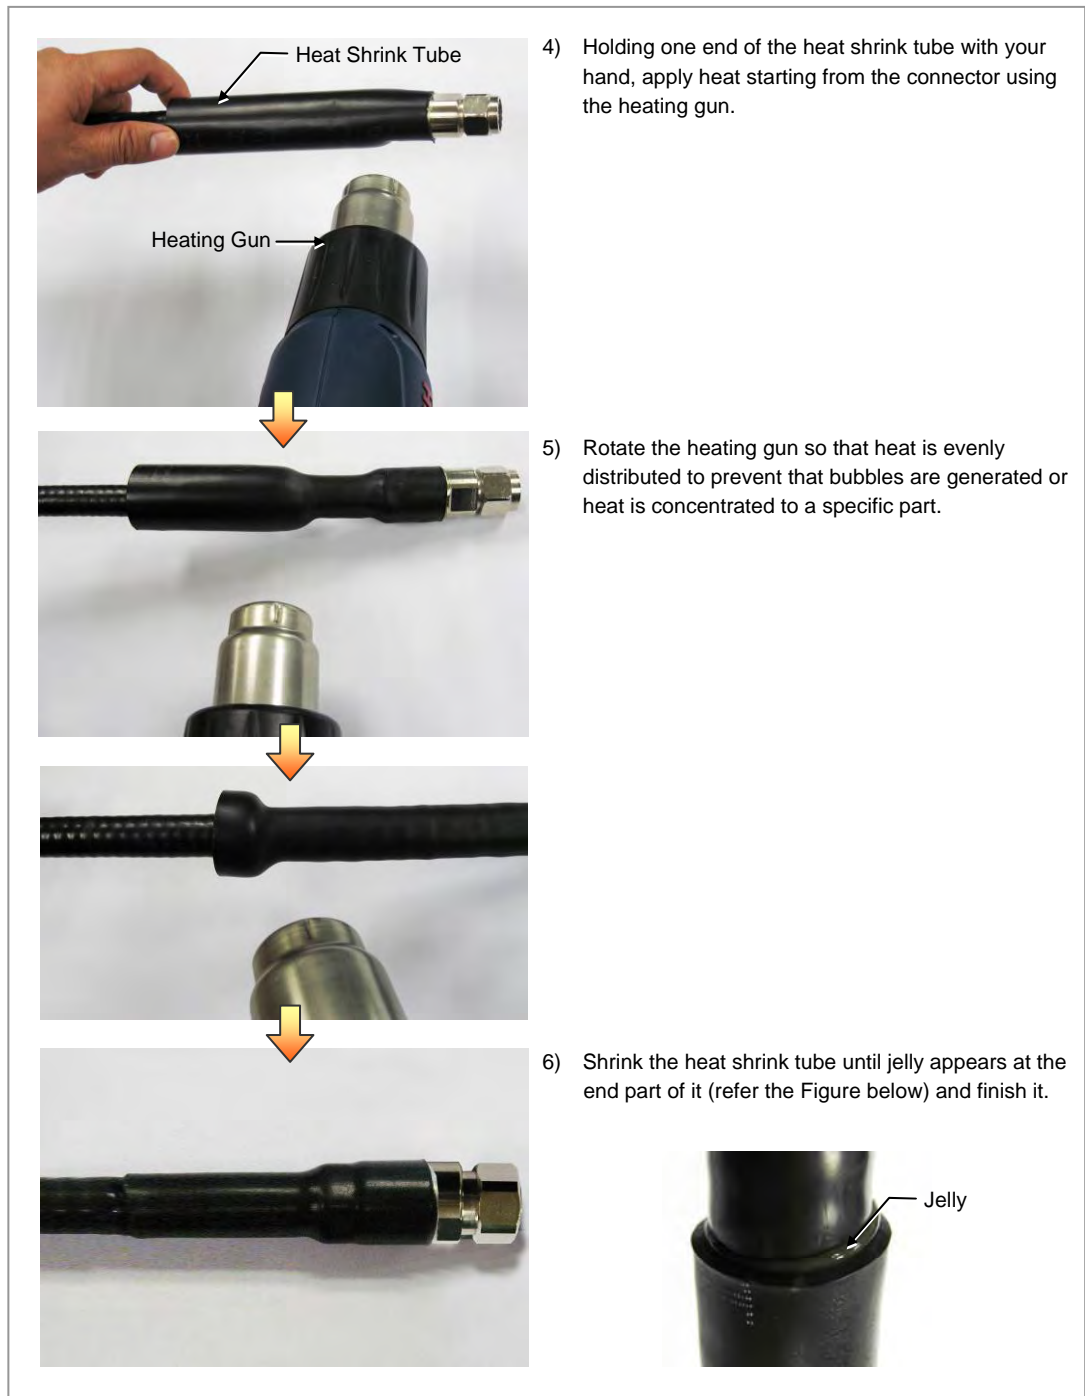 Heat Shrink Tube
Heating Gun
4) Holding one end of the heat shrink tube with your
hand, apply heat starting from the connector using
the heating gun.
5) Rotate the heating gun so that heat is evenly
distributed to prevent that bubbles are generated or
heat is concentrated to a specific part.
6) Shrink the heat shrink tube until jelly appears at the
end part of it (refer the Figure below) and finish it.
Jelly